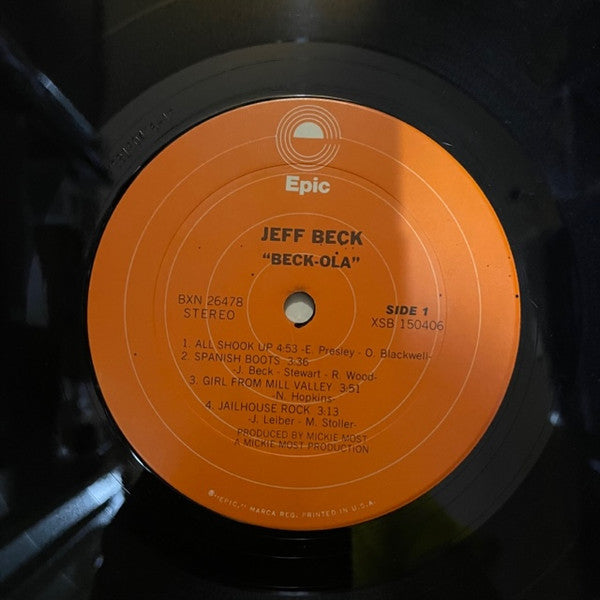 Epic
JEFF BECK
"BECK-OLA"
BXN 26478
STEREO
SIDE 1
XSB 150406
1. ALL SHOOK UP 4:53 -E. Presley - O. Blackwell-
2. SPANISH BOOTS 3:36
-J. Beck - Stewart - R. Wood-
3. GIRL FROM MILL VALLEY 3:51
-N. Hopkins-
4. JAILHOUSE ROCK 3:13
-J. Leiber - M. Stoller-
PRODUCED BY MICKIE MOST
A MICKIE MOST PRODUCTION
℗"EPIC," MARCA REG. PRINTED IN U.S.A.